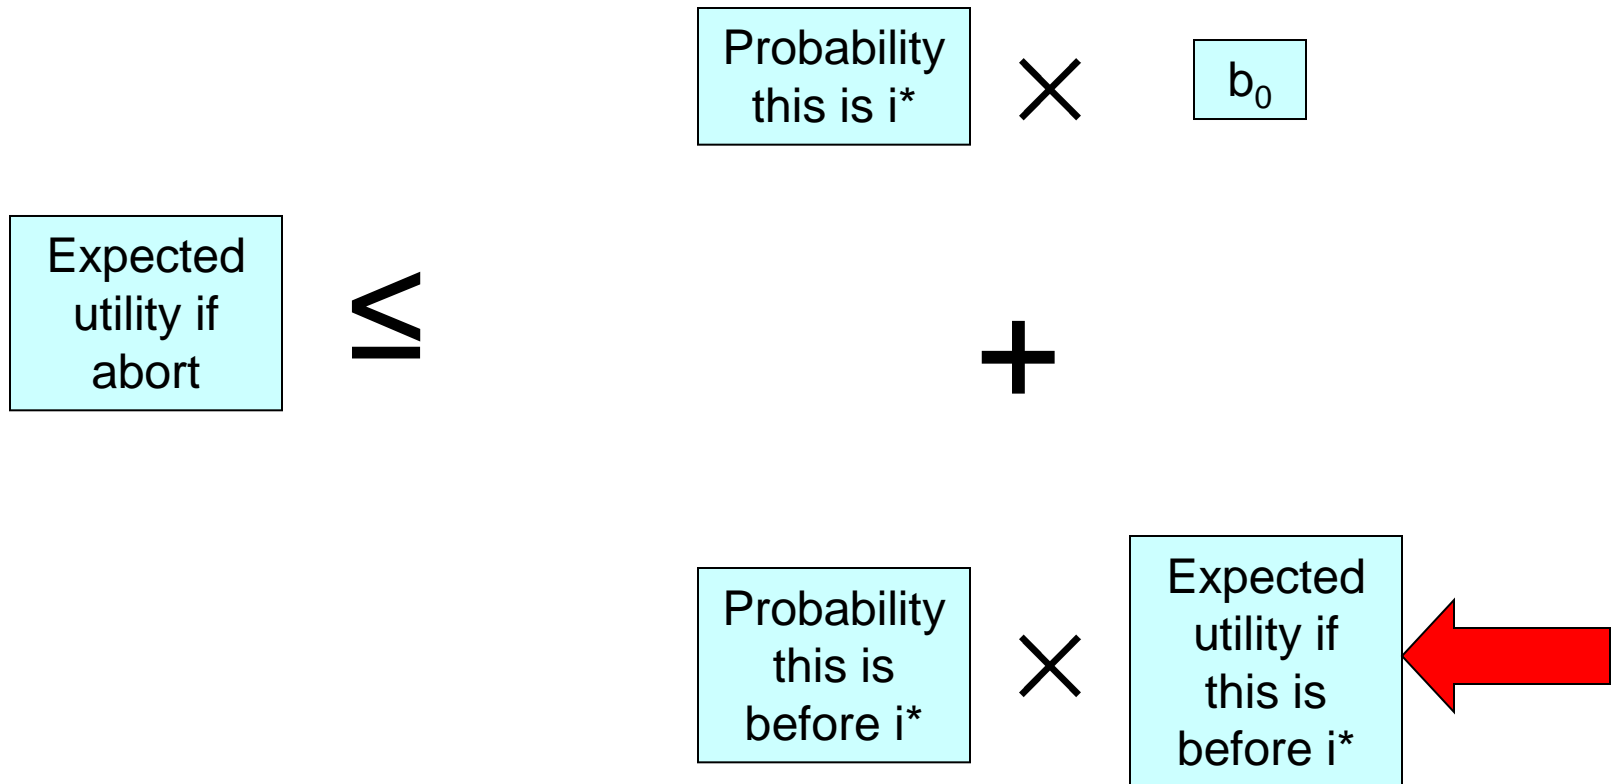 Probability
this is i*
×
b₀
Expected
utility if
abort
≤
+
Probability
this is
before i*
×
Expected
utility if
this is
before i*